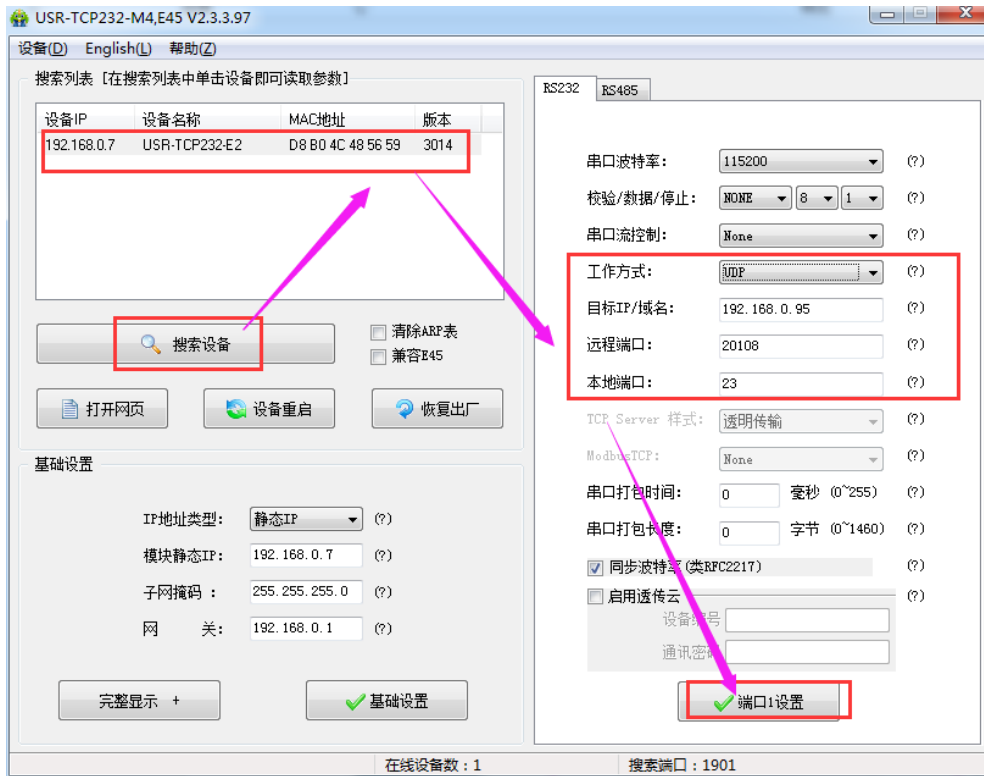 USR-TCP232-M4,E45 V2.3.3.97
设备(D) English(L) 帮助(Z)
搜索列表 [在搜索列表中单击设备即可读取参数]
设备IP 设备名称 MAC地址 版本
192.168.0.7 USR-TCP232-E2 D8 B0 4C 48 56 59 3014
搜索设备
清除ARP表
兼容E45
打开网页 设备重启 恢复出厂
基础设置
IP地址类型: 静态IP (?)
模块静态IP: 192.168.0.7 (?)
子网掩码 : 255.255.255.0 (?)
网 关: 192.168.0.1 (?)
完整显示 + 基础设置
RS232 RS485
串口波特率: 115200 (?)
校验/数据/停止: NONE 8 1 (?)
串口流控制: None (?)
工作方式: UDP (?)
目标IP/域名: 192.168.0.95 (?)
远程端口: 20108 (?)
本地端口: 23 (?)
TCP Server 样式: 透明传输 (?)
ModbusTCP: None (?)
串口打包时间: 0 毫秒 (0~255) (?)
串口打包长度: 0 字节 (0~1460) (?)
同步波特率(类RFC2217) (?)
启用透传云 (?)
设备编号
通讯密码
端口1设置
在线设备数:1 搜索端口:1901